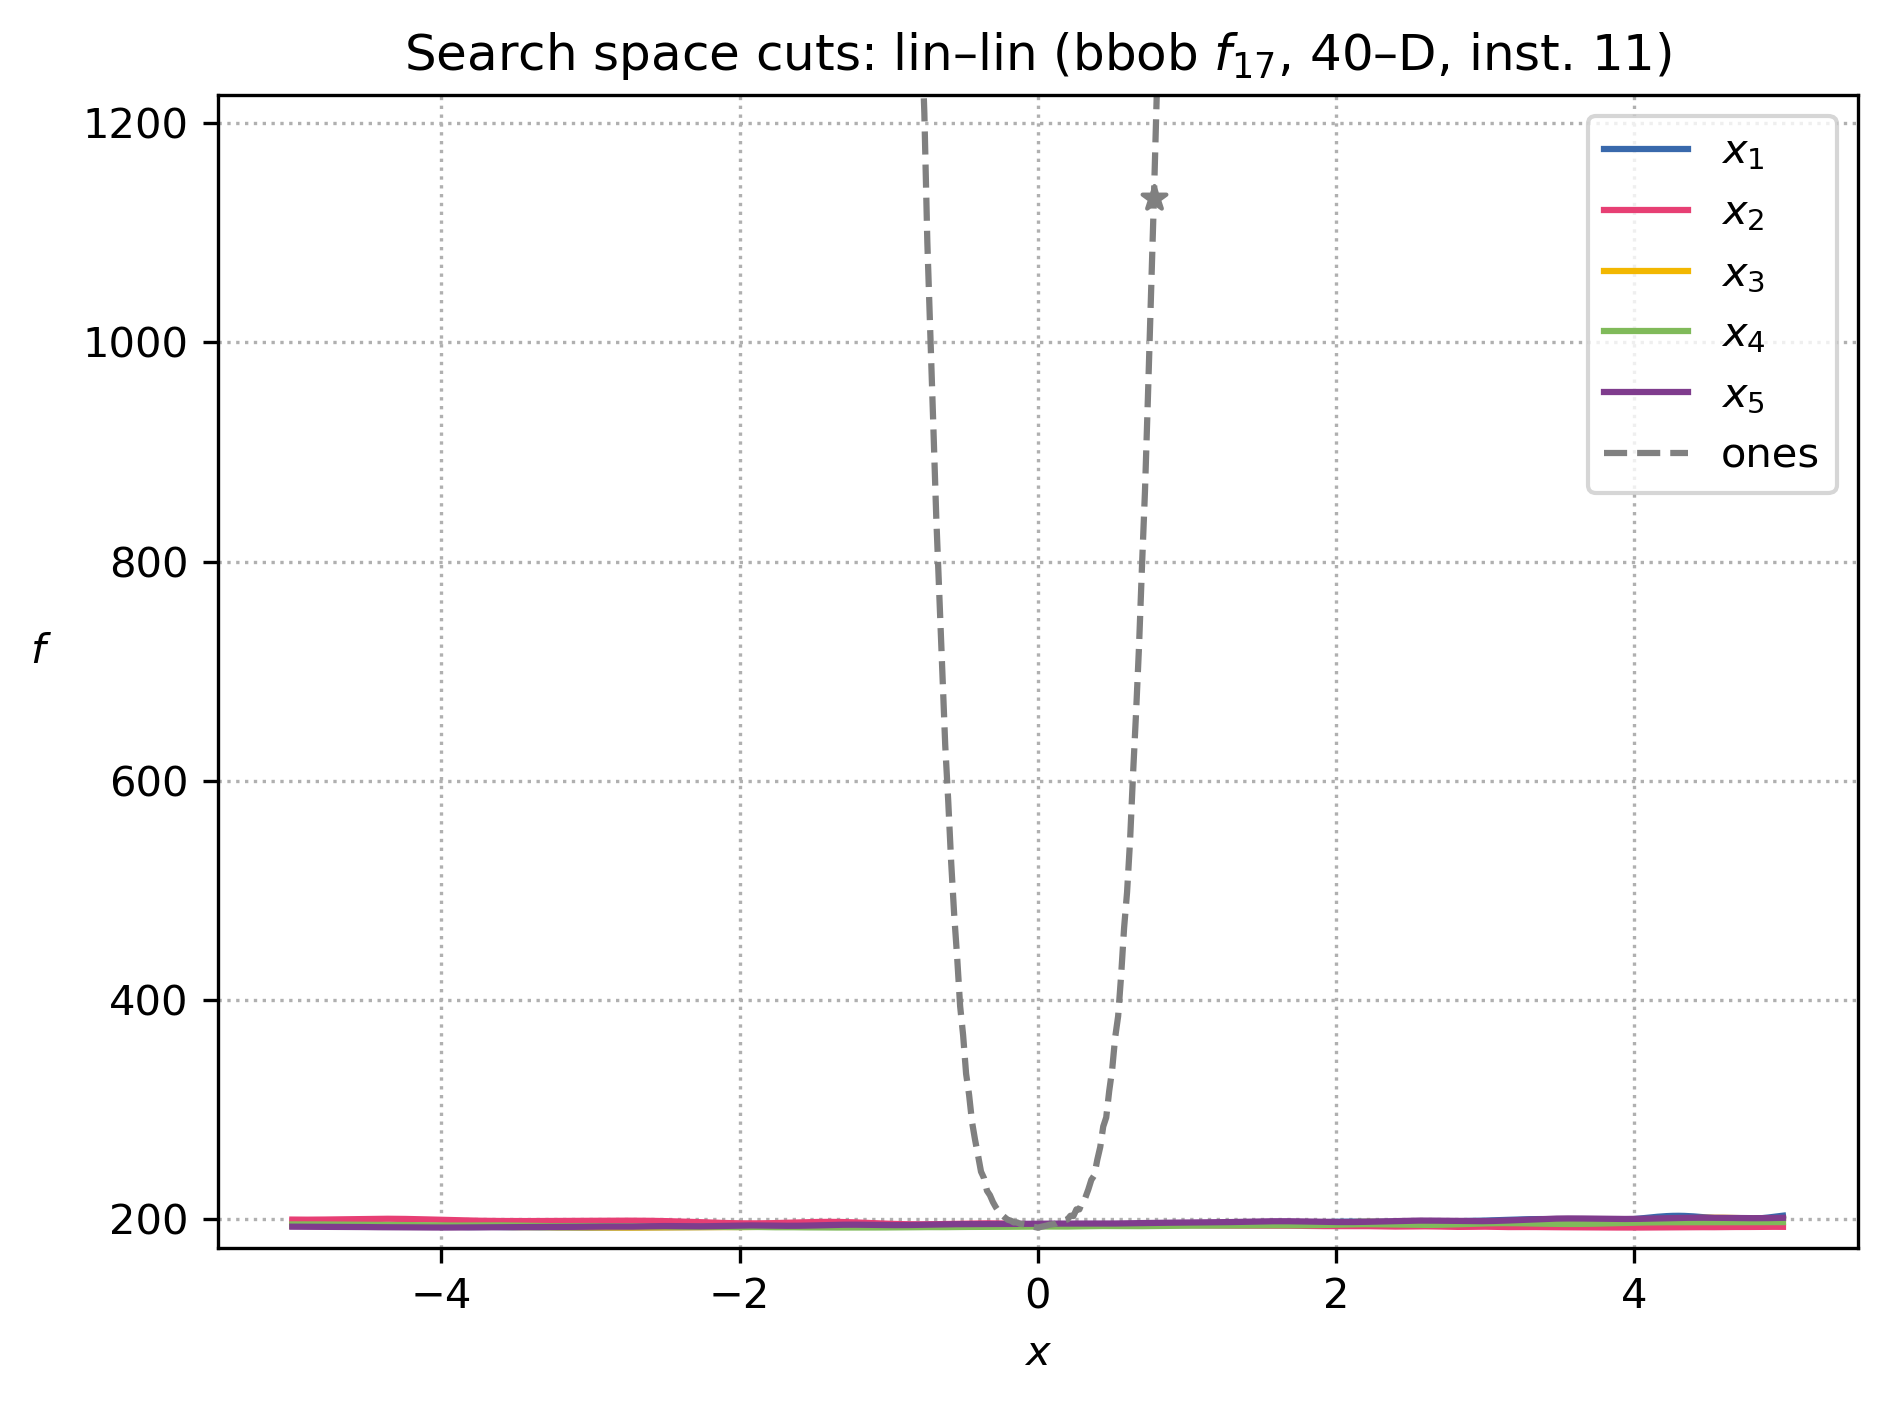 Search space cuts: lin–lin (bbob f₁₇, 40–D, inst. 11)
1200
1000
800
600
400
200
f
−4
−2
0
2
4
x
x₁
x₂
x₃
x₄
x₅
ones